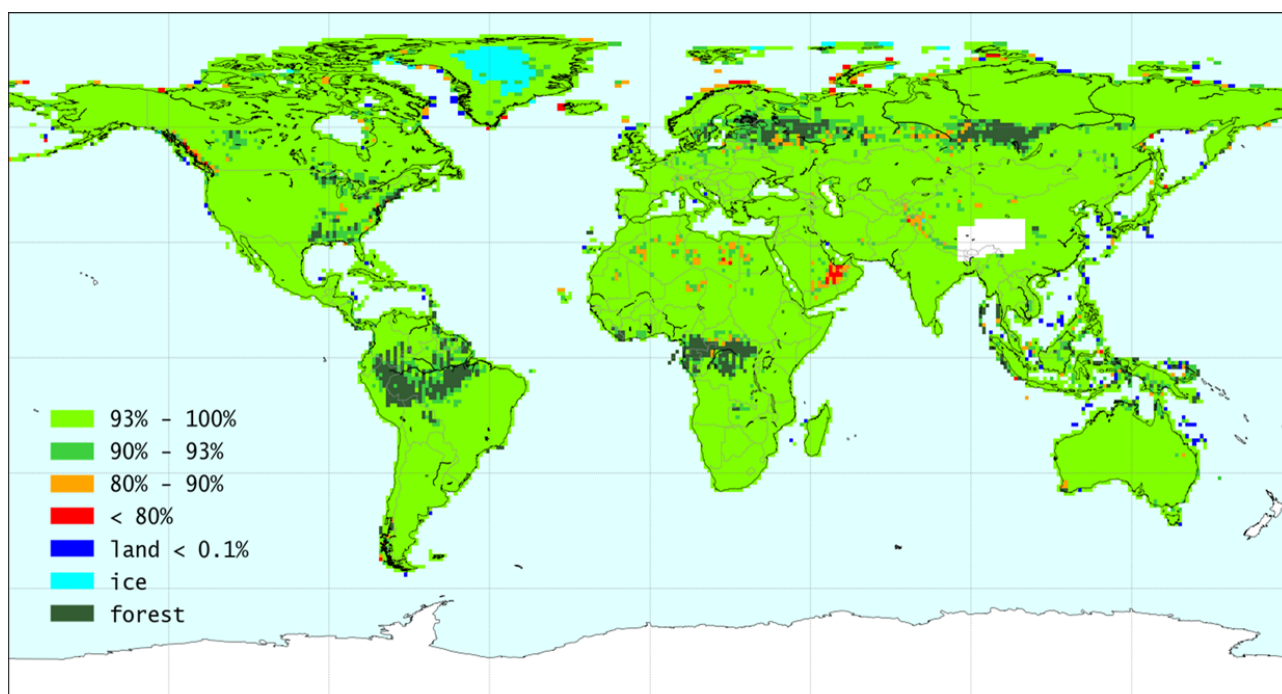 93% - 100%
90% - 93%
80% - 90%
< 80%
land < 0.1%
ice
forest